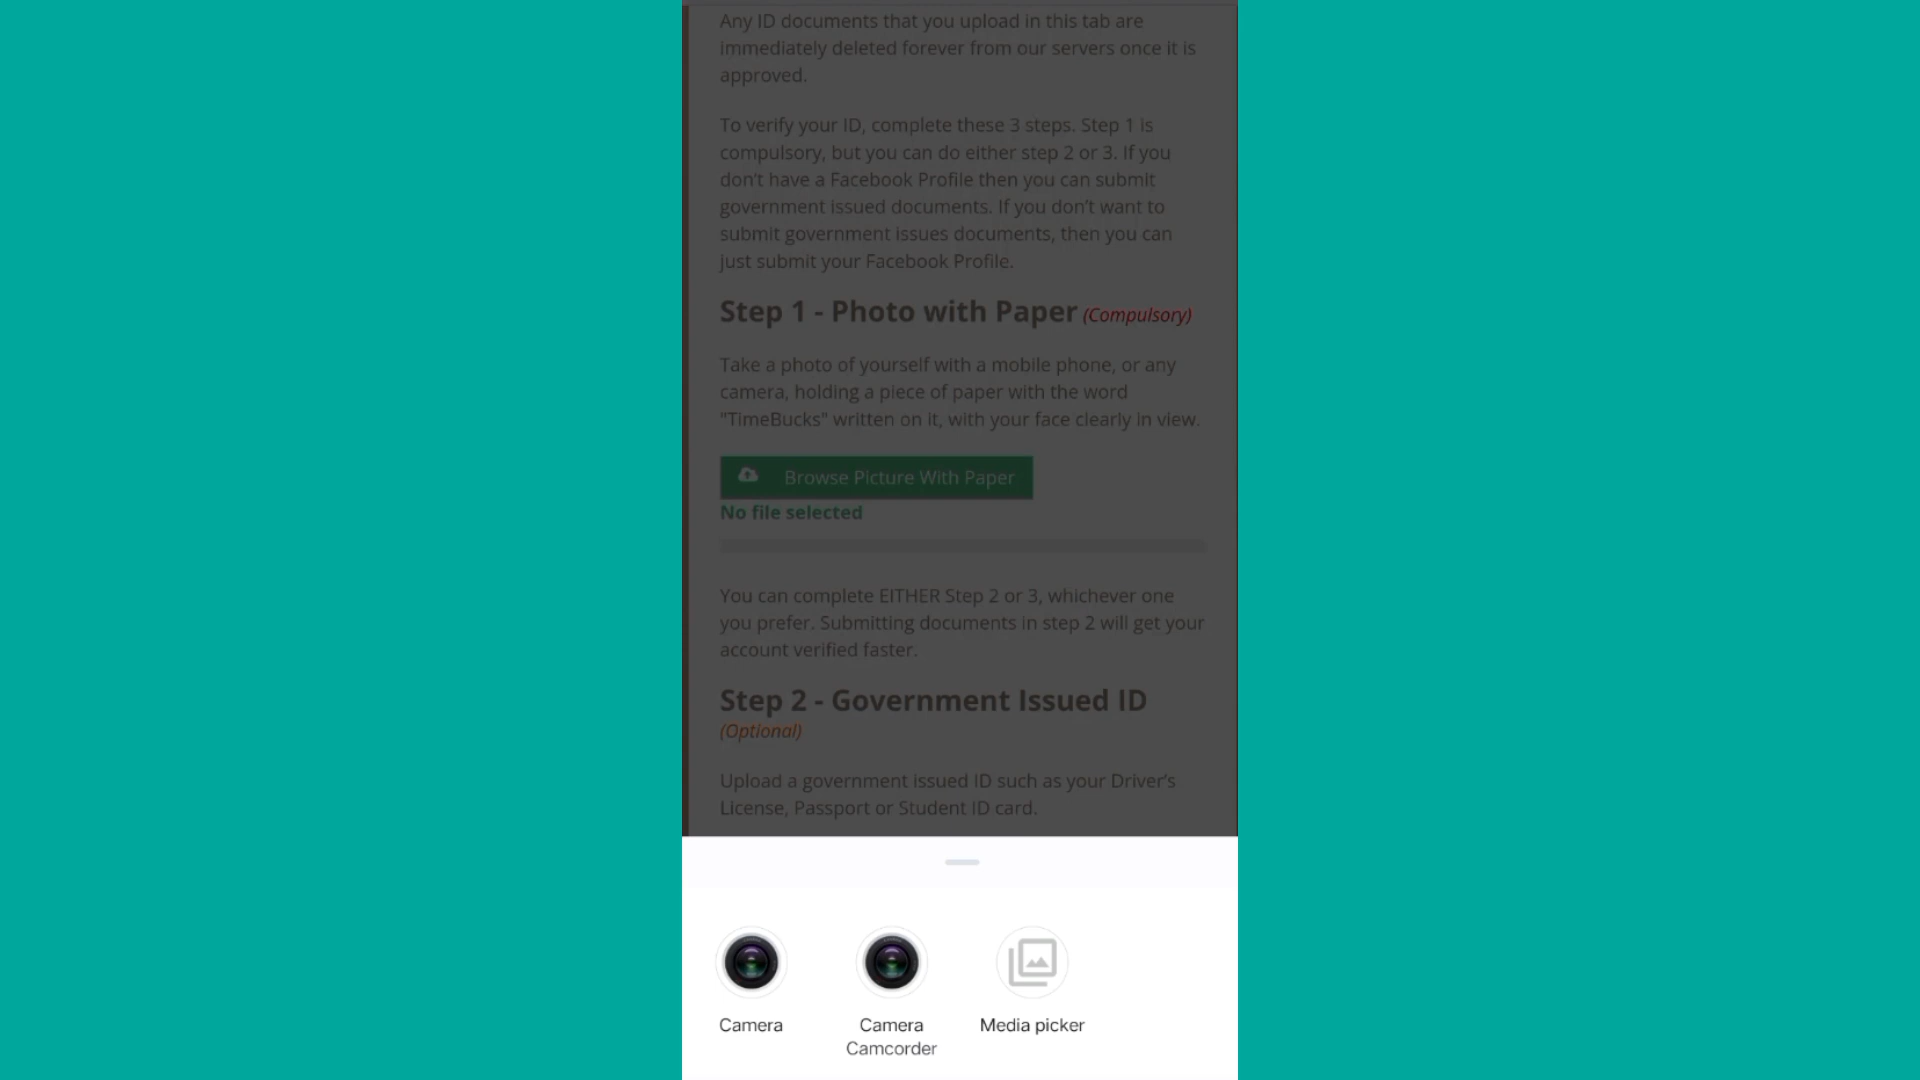 Any ID documents that you upload in this tab are
immediately deleted forever from our servers once it is
approved.
To verify your ID, complete these 3 steps. Step 1 is
compulsory, but you can do either step 2 or 3. If you
don't have a Facebook Profile then you can submit
government issued documents. If you don't want to
submit government issues documents, then you can
just submit your Facebook Profile.
Step 1 - Photo with Paper (Compulsory)
Take a photo of yourself with a mobile phone, or any
camera, holding a piece of paper with the word
"TimeBucks" written on it, with your face clearly in view.
Browse Picture With Paper
No file selected
You can complete EITHER Step 2 or 3, whichever one
you prefer. Submitting documents in step 2 will get your
account verified faster.
Step 2 - Government Issued ID
(Optional)
Upload a government issued ID such as your Driver's
License, Passport or Student ID card.
Camera
Camera
Camcorder
Media picker